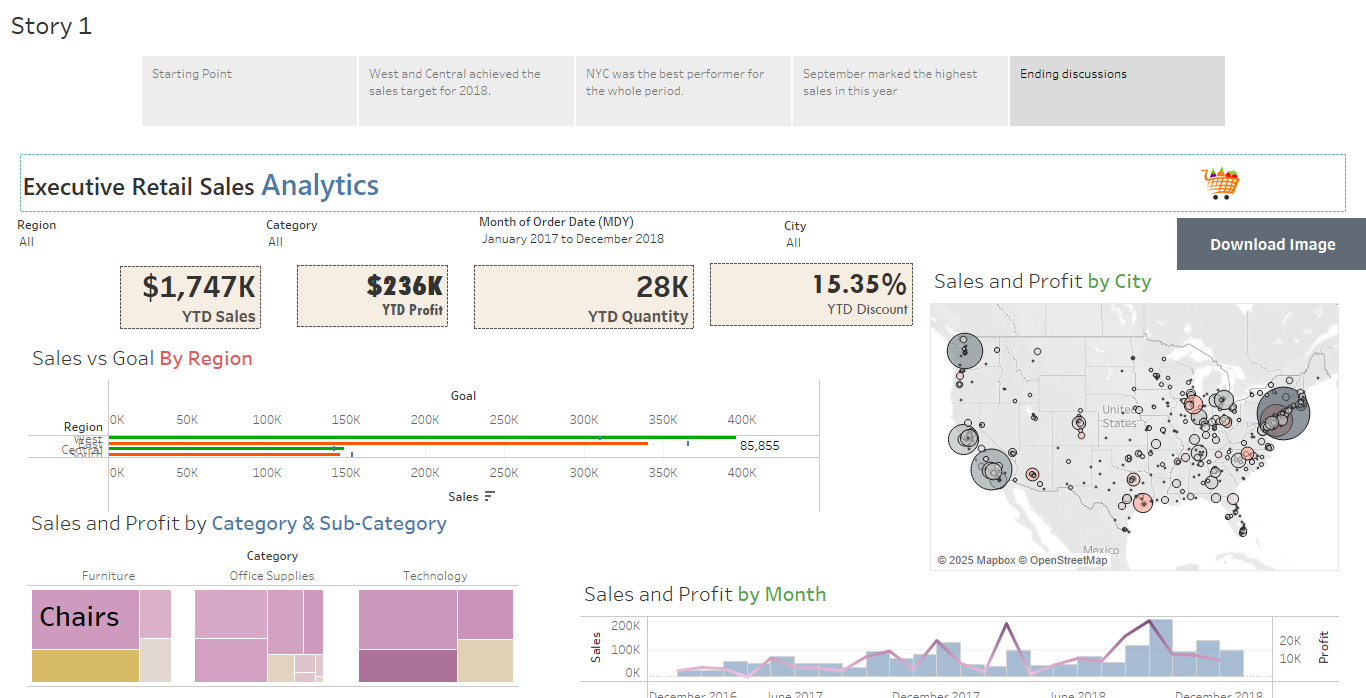 Story 1
Starting Point
West and Central achieved the
sales target for 2018.
NYC was the best performer for
the whole period.
September marked the highest
sales in this year
Ending discussions
Executive Retail Sales Analytics
Region
All
Category
All
Month of Order Date (MDY)
January 2017 to December 2018
City
All
Download Image
$1,747K
YTD Sales
$236K
YTD Profit
28K
YTD Quantity
15.35%
YTD Discount
Sales and Profit by City
United
States
Mexico
© 2025 Mapbox © OpenStreetMap
Sales vs Goal By Region
Goal
0K 50K 100K 150K 200K 250K 300K 350K 400K
Region
West
East
Central
South
85,855
0K 50K 100K 150K 200K 250K 300K 350K 400K
Sales
Sales and Profit by Category & Sub-Category
Category
Furniture Office Supplies Technology
Chairs
Sales and Profit by Month
Sales
200K
100K
0K
20K
10K
Profit
December 2016 June 2017 December 2017 June 2018 December 2018